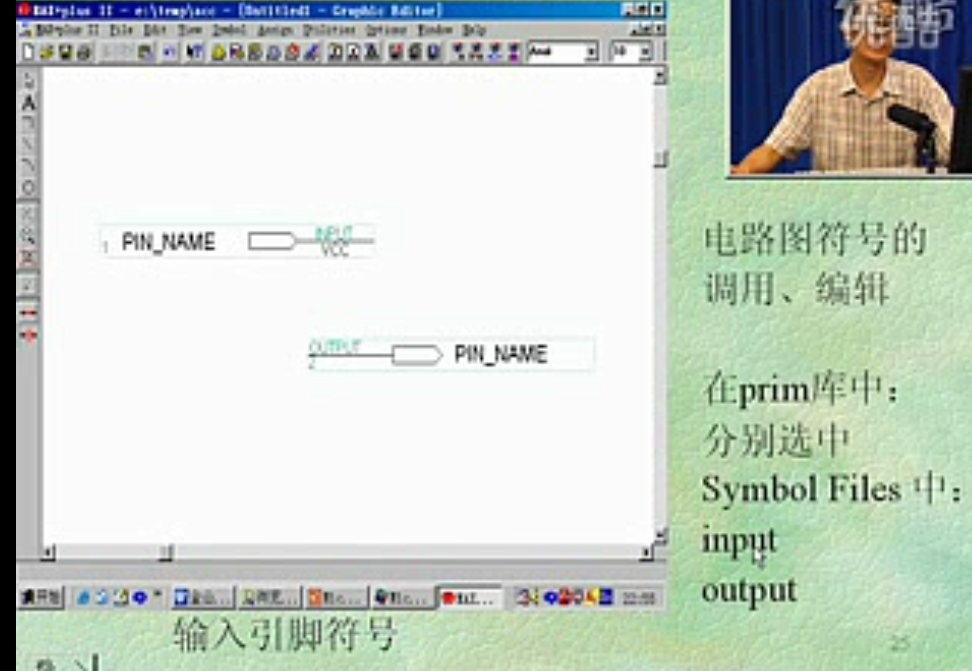 MAX+plus II - e:\temp\acc - [Untitled1 - Graphic Editor]
MAX+plus II File Edit View Symbol Assign Utilities Options Window Help
Arial 10
优酷
1 PIN_NAME INPUT
VCC
OUTPUT
2 PIN_NAME
电路图符号的
调用、编辑
在prim库中:
分别选中
Symbol Files 中:
input
output
开始
输入引脚符号
25